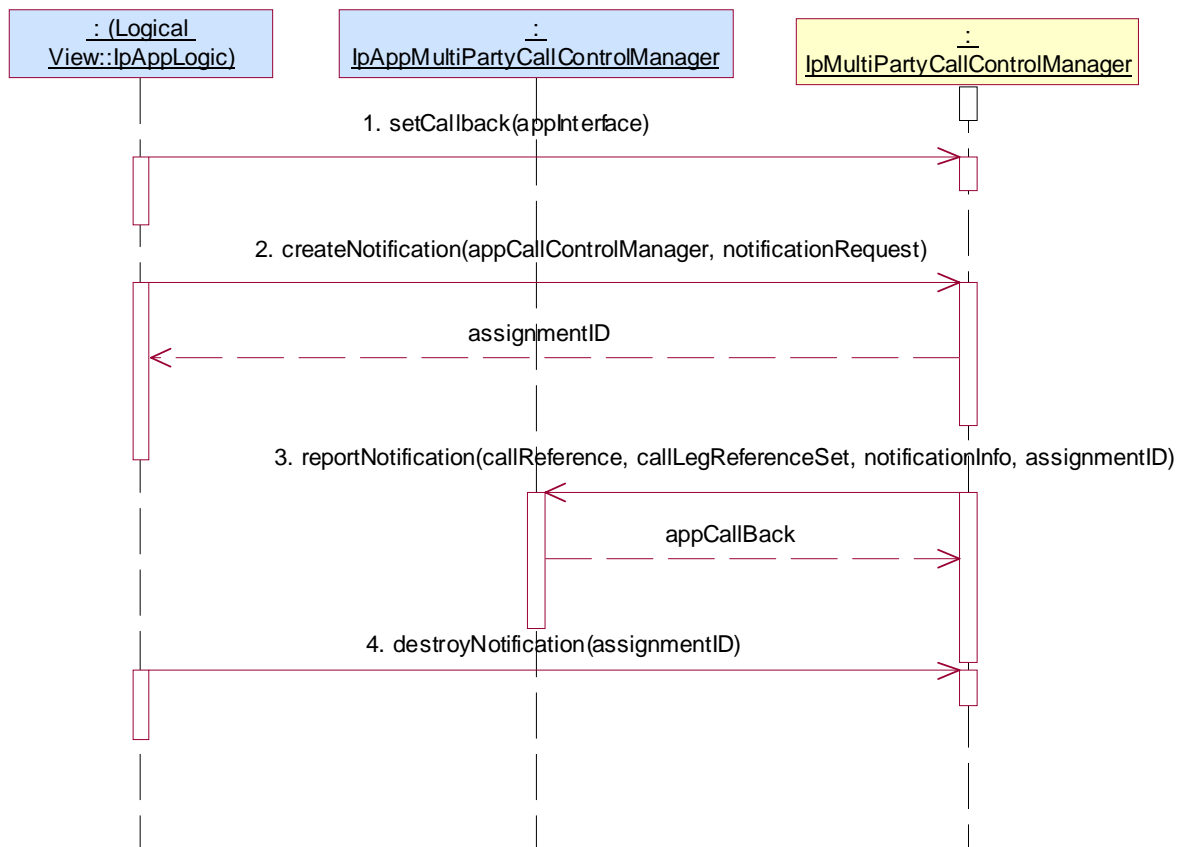 : (Logical
View::IpAppLogic)
:
IpAppMultiPartyCallControlManager
:
IpMultiPartyCallControlManager
1. setCallback(appInterface)
2. createNotification(appCallControlManager, notificationRequest)
assignmentID
3. reportNotification(callReference, callLegReferenceSet, notificationInfo, assignmentID)
appCallBack
4. destroyNotification(assignmentID)